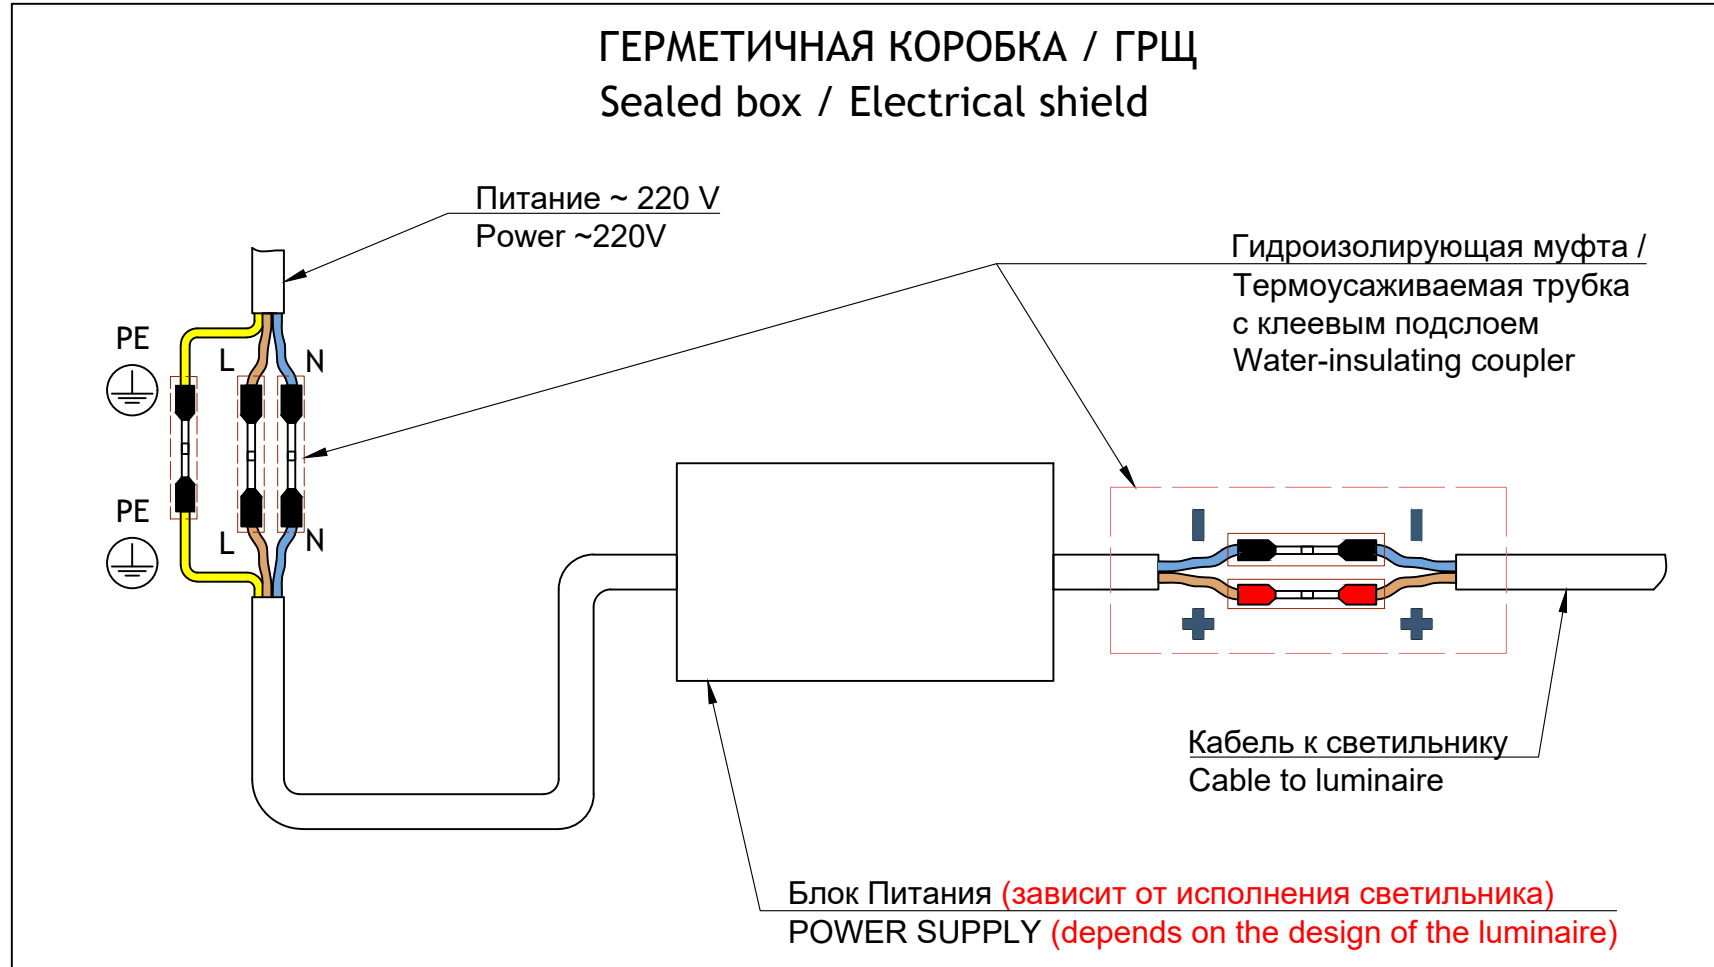 ГЕРМЕТИЧНАЯ КОРОБКА / ГРЩ
Sealed box / Electrical shield
Питание ~ 220 V
Power ~220V
Гидроизолирующая муфта /
Термоусаживаемая трубка
с клеевым подслоем
Water-insulating coupler
PE
L
N
PE
L
N
Кабель к светильнику
Cable to luminaire
Блок Питания (зависит от исполнения светильника)
POWER SUPPLY (depends on the design of the luminaire)